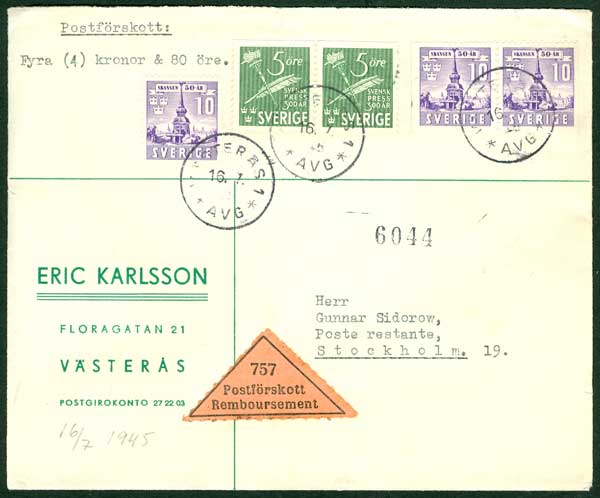 Postförskott:
Fyra (4) kronor & 80 öre.
SKANSEN 50 ÅR
10
SVERIGE
5 öre
SVENSK
PRESS
300 ÅR
SVERIGE
5 öre
SVENSK
PRESS
300 ÅR
SVERIGE
SKANSEN 50 ÅR
10
SVERIGE
SKANSEN 50 ÅR
10
SVERIGE
VÄSTERÅS 1
16. 7.
* AVG *
16. 7
* AVG *
16.
* AVG *
6044
ERIC KARLSSON
FLORAGATAN 21
VÄSTERÅS
POSTGIROKONTO 27 22 03
16/7 1945
Herr
Gunnar Sidorow,
Poste restante,
Stockholm. 19.
757
Postförskott
Remboursement